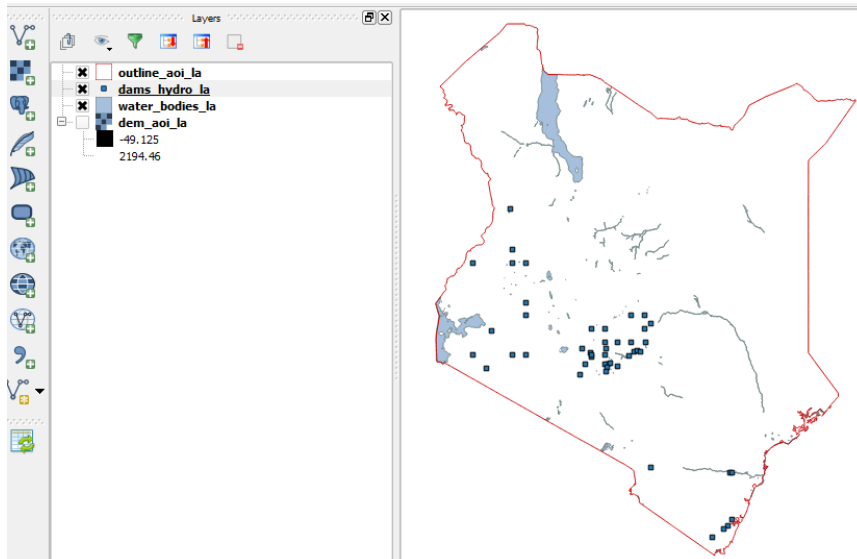 Layers
outline_aoi_la
dams_hydro_la
water_bodies_la
dem_aoi_la
-49.125
2194.46